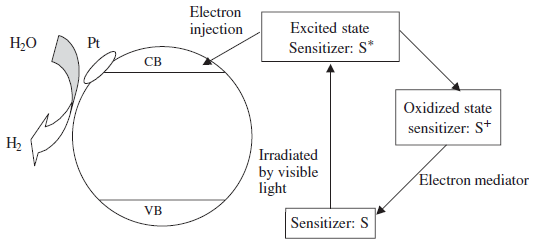 Electron
injection
H₂O
Pt
CB
Excited state
Sensitizer: S*
Oxidized state
sensitizer: S⁺
H₂
Irradiated
by visible
light
Electron mediator
VB
Sensitizer: S